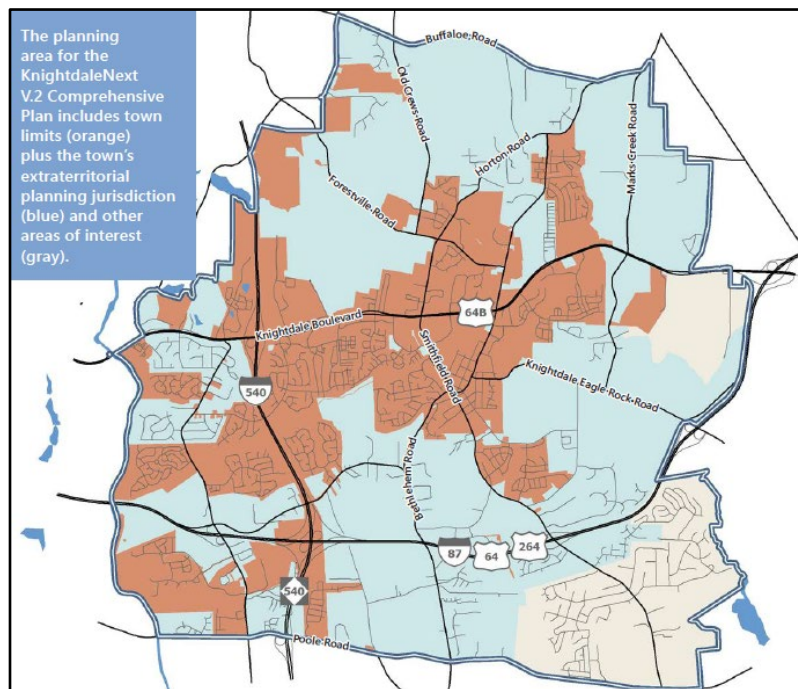 The planning
area for the
KnightdaleNext
V.2 Comprehensive
Plan includes town
limits (orange)
plus the town's
extraterritorial
planning jurisdiction
(blue) and other
areas of interest
(gray).
Buffaloe Road
Old Crews Road
Horton Road
Marks Creek Road
Forestville Road
64B
Knightdale Boulevard
Smithfield Road
Knightdale Eagle Rock Road
540
Bethlehem Road
87
64
264
540
Poole Road